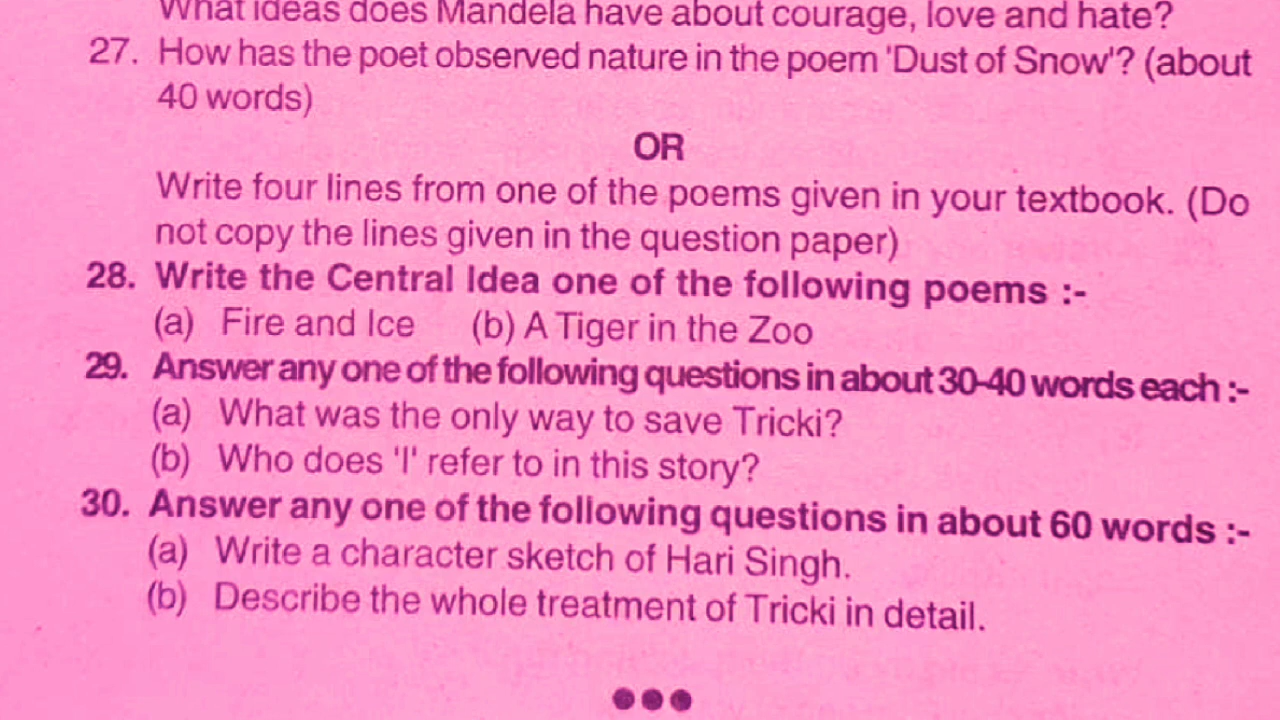 What ideas does Mandela have about courage, love and hate?
27. How has the poet observed nature in the poem 'Dust of Snow'? (about
40 words)
OR
Write four lines from one of the poems given in your textbook. (Do
not copy the lines given in the question paper)
28. Write the Central Idea one of the following poems :-
(a) Fire and Ice (b) A Tiger in the Zoo
29. Answer any one of the following questions in about 30-40 words each :-
(a) What was the only way to save Tricki?
(b) Who does 'I' refer to in this story?
30. Answer any one of the following questions in about 60 words :-
(a) Write a character sketch of Hari Singh.
(b) Describe the whole treatment of Tricki in detail.
●●●